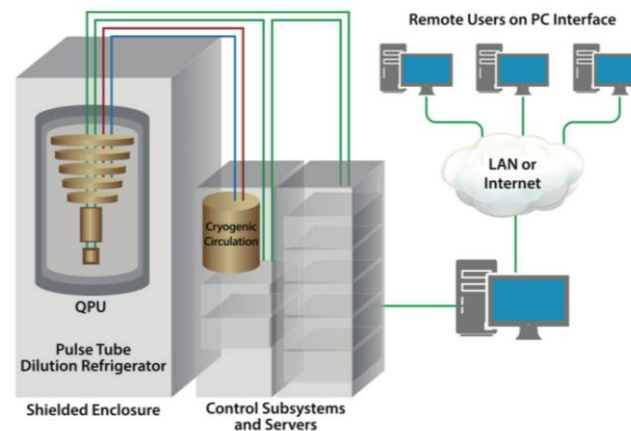 Remote Users on PC Interface
LAN or
Internet
Cryogenic
Circulation
QPU
Pulse Tube
Dilution Refrigerator
Shielded Enclosure
Control Subsystems
and Servers